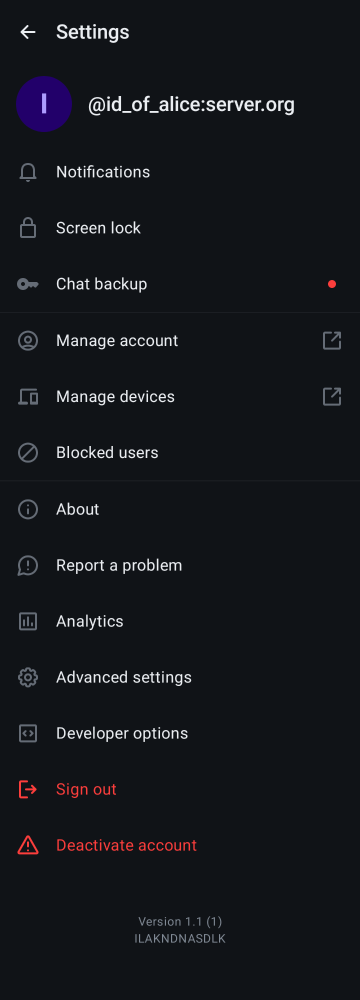 Settings
I
@id_of_alice:server.org
Notifications
Screen lock
Chat backup
Manage account
Manage devices
Blocked users
About
Report a problem
Analytics
Advanced settings
Developer options
Sign out
Deactivate account
Version 1.1 (1)
ILAKNDNASDLK